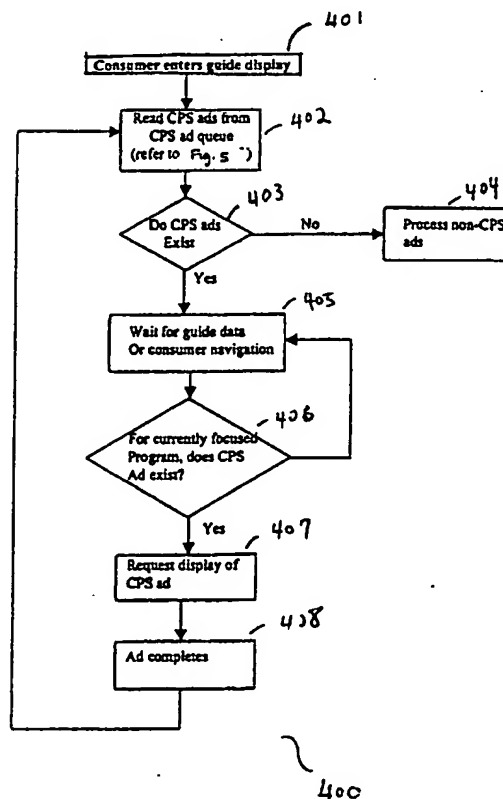 401
Consumer enters guide display
Read CPS ads from
CPS ad queue
(refer to Fig. 5 )
402
403
Do CPS ads
Exist
No
404
Process non-CPS
ads
Yes
405
Wait for guide data
Or consumer navigation
406
For currently focused
Program, does CPS
Ad exist?
Yes
407
Request display of
CPS ad
408
Ad completes
400